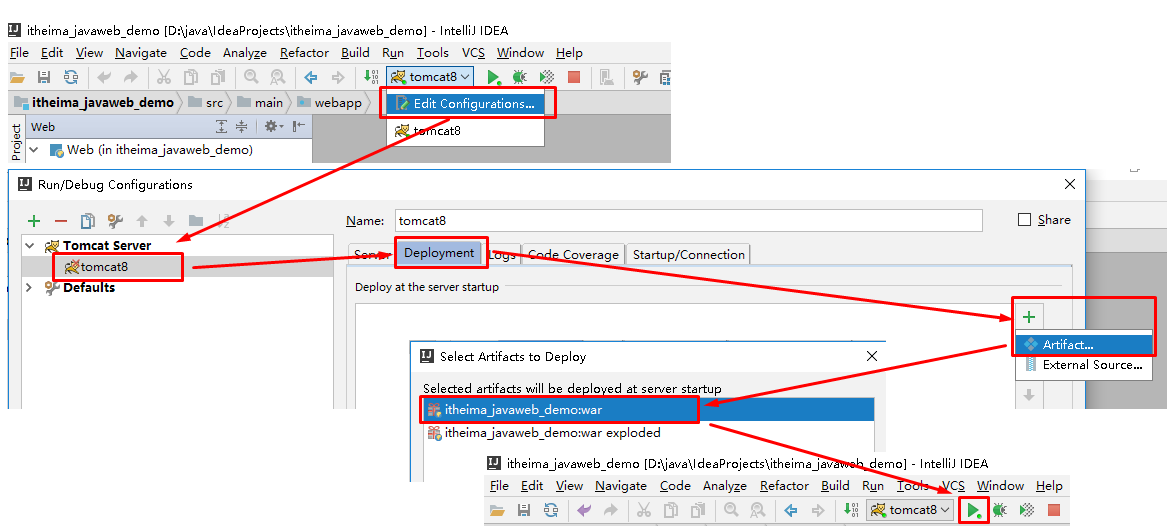 itheima_javaweb_demo [D:\java\IdeaProjects\itheima_javaweb_demo] - IntelliJ IDEA
File Edit View Navigate Code Analyze Refactor Build Run Tools VCS Window Help
tomcat8
itheima_javaweb_demo src main webapp
Edit Configurations...
tomcat8
Project
Web
Web (in itheima_javaweb_demo)
Run/Debug Configurations
Name: tomcat8
Share
Tomcat Server
tomcat8
Defaults
Server Deployment Logs Code Coverage Startup/Connection
Deploy at the server startup
Artifact...
External Source...
Select Artifacts to Deploy
Selected artifacts will be deployed at server startup
itheima_javaweb_demo:war
itheima_javaweb_demo:war exploded
itheima_javaweb_demo [D:\java\IdeaProjects\itheima_javaweb_demo] - IntelliJ IDEA
File Edit View Navigate Code Analyze Refactor Build Run Tools VCS Window Help
tomcat8